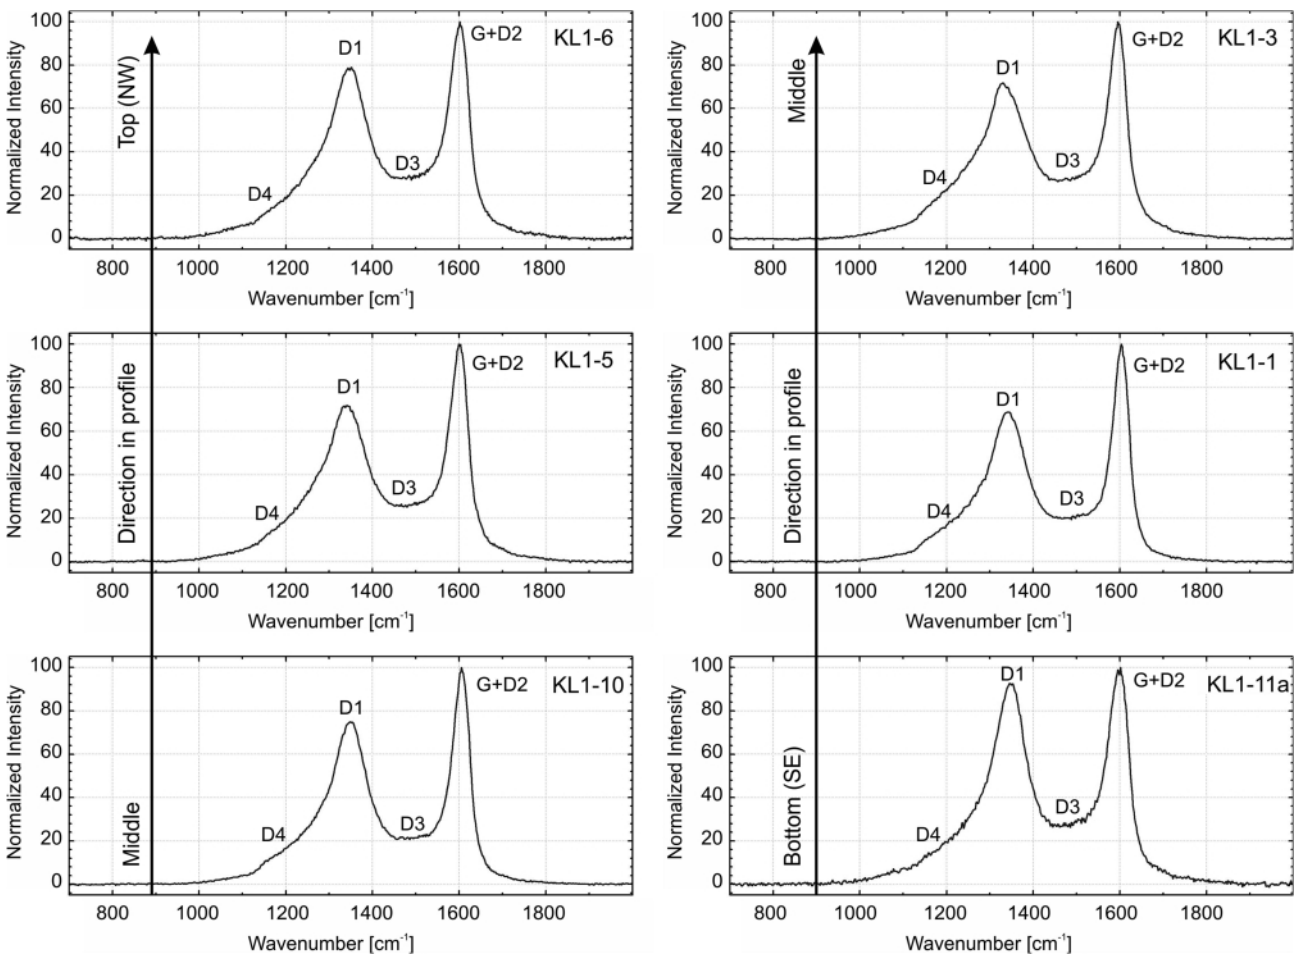 KL1-6
Normalized Intensity
100
80
60
40
20
0
D4
D1
D3
G+D2
800 1000 1200 1400 1600 1800
Wavenumber [cm-1]
Top (NW)
KL1-3
Normalized Intensity
100
80
60
40
20
0
D4
D1
D3
G+D2
800 1000 1200 1400 1600 1800
Wavenumber [cm-1]
Middle
KL1-5
Normalized Intensity
100
80
60
40
20
0
D4
D1
D3
G+D2
800 1000 1200 1400 1600 1800
Wavenumber [cm-1]
Direction in profile
KL1-1
Normalized Intensity
100
80
60
40
20
0
D4
D1
D3
G+D2
800 1000 1200 1400 1600 1800
Wavenumber [cm-1]
Direction in profile
KL1-10
Normalized Intensity
100
80
60
40
20
0
D4
D1
D3
G+D2
800 1000 1200 1400 1600 1800
Wavenumber [cm-1]
Middle
KL1-11a
Normalized Intensity
100
80
60
40
20
0
D4
D1
D3
G+D2
800 1000 1200 1400 1600 1800
Wavenumber [cm-1]
Bottom (SE)